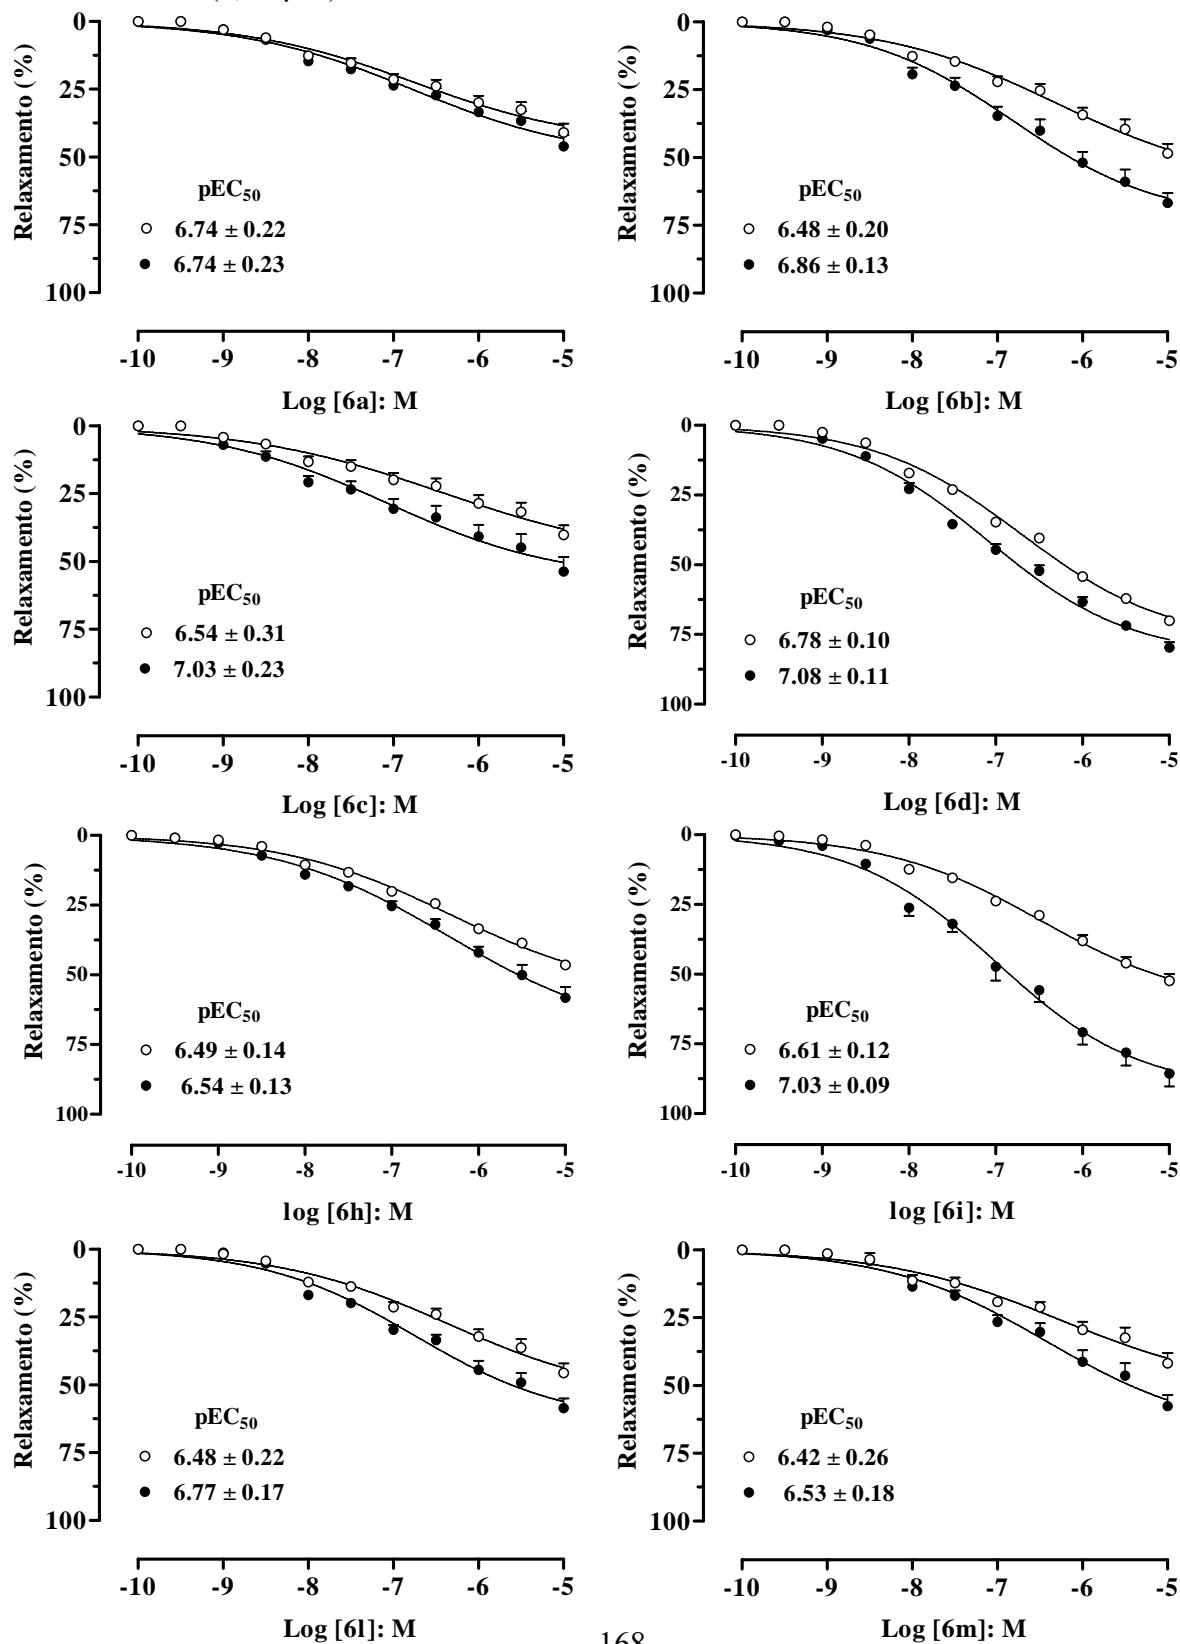 0
25
50
75
100
Relaxamento (%)
pEC50
6.74 ± 0.22
6.74 ± 0.23
-10 -9 -8 -7 -6 -5
Log [6a]: M
0
25
50
75
100
Relaxamento (%)
pEC50
6.48 ± 0.20
6.86 ± 0.13
-10 -9 -8 -7 -6 -5
Log [6b]: M
0
25
50
75
100
Relaxamento (%)
pEC50
6.54 ± 0.31
7.03 ± 0.23
-10 -9 -8 -7 -6 -5
Log [6c]: M
0
25
50
75
100
Relaxamento (%)
pEC50
6.78 ± 0.10
7.08 ± 0.11
-10 -9 -8 -7 -6 -5
Log [6d]: M
0
25
50
75
100
Relaxamento (%)
pEC50
6.49 ± 0.14
6.54 ± 0.13
-10 -9 -8 -7 -6 -5
log [6h]: M
0
25
50
75
100
Relaxamento (%)
pEC50
6.61 ± 0.12
7.03 ± 0.09
-10 -9 -8 -7 -6 -5
log [6i]: M
0
25
50
75
100
Relaxamento (%)
pEC50
6.48 ± 0.22
6.77 ± 0.17
-10 -9 -8 -7 -6 -5
Log [6l]: M
0
25
50
75
100
Relaxamento (%)
pEC50
6.42 ± 0.26
6.53 ± 0.18
-10 -9 -8 -7 -6 -5
Log [6m]: M
168